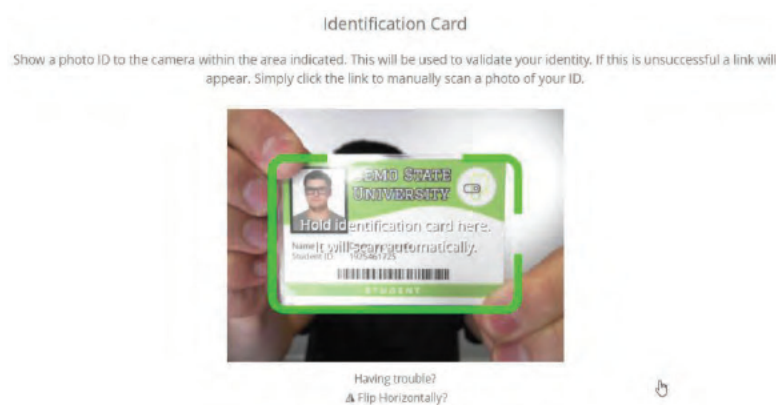 Identification Card
Show a photo ID to the camera within the area indicated. This will be used to validate your identity. If this is unsuccessful a link will
appear. Simply click the link to manually scan a photo of your ID.
DEMO STATE
UNIVERSITY
Hold identification card here.
It will scan automatically.
Name
Student ID 1975461725
STUDENT
Having trouble?
Flip Horizontally?